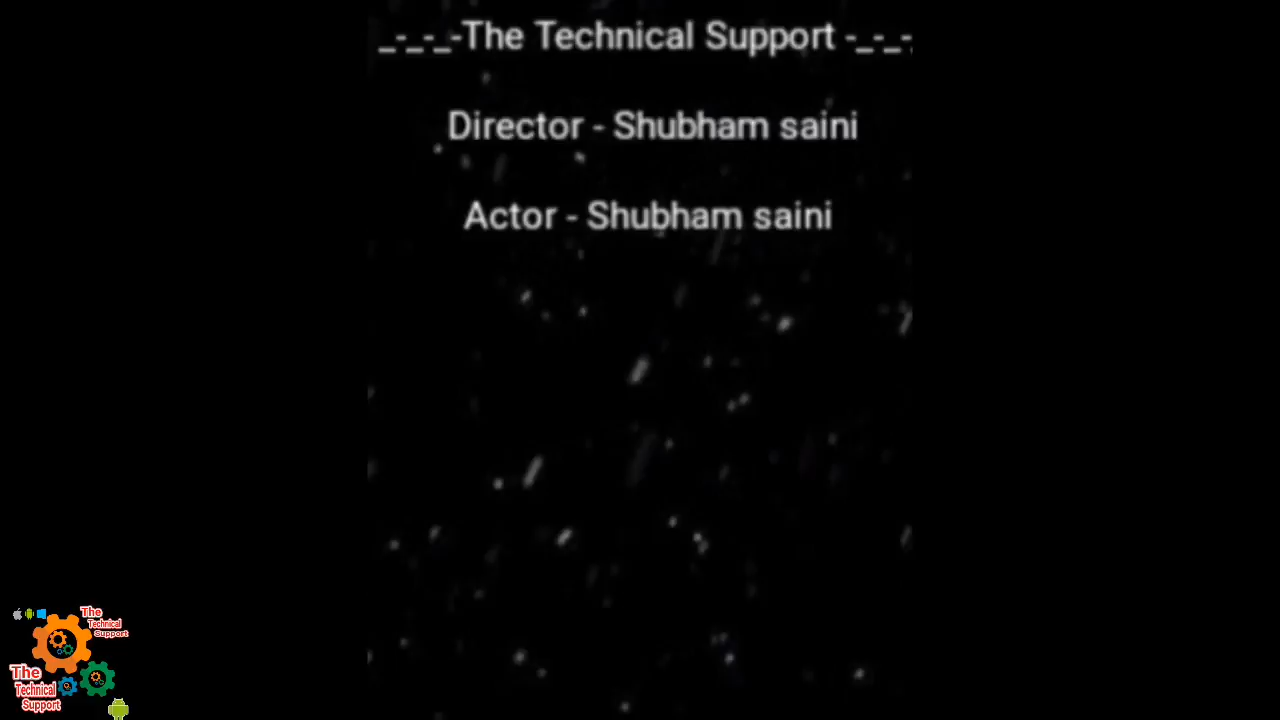 _-_-_-The Technical Support -_-_-
Director - Shubham saini
Actor - Shubham saini
The
Technical
Support
The
Technical
Support